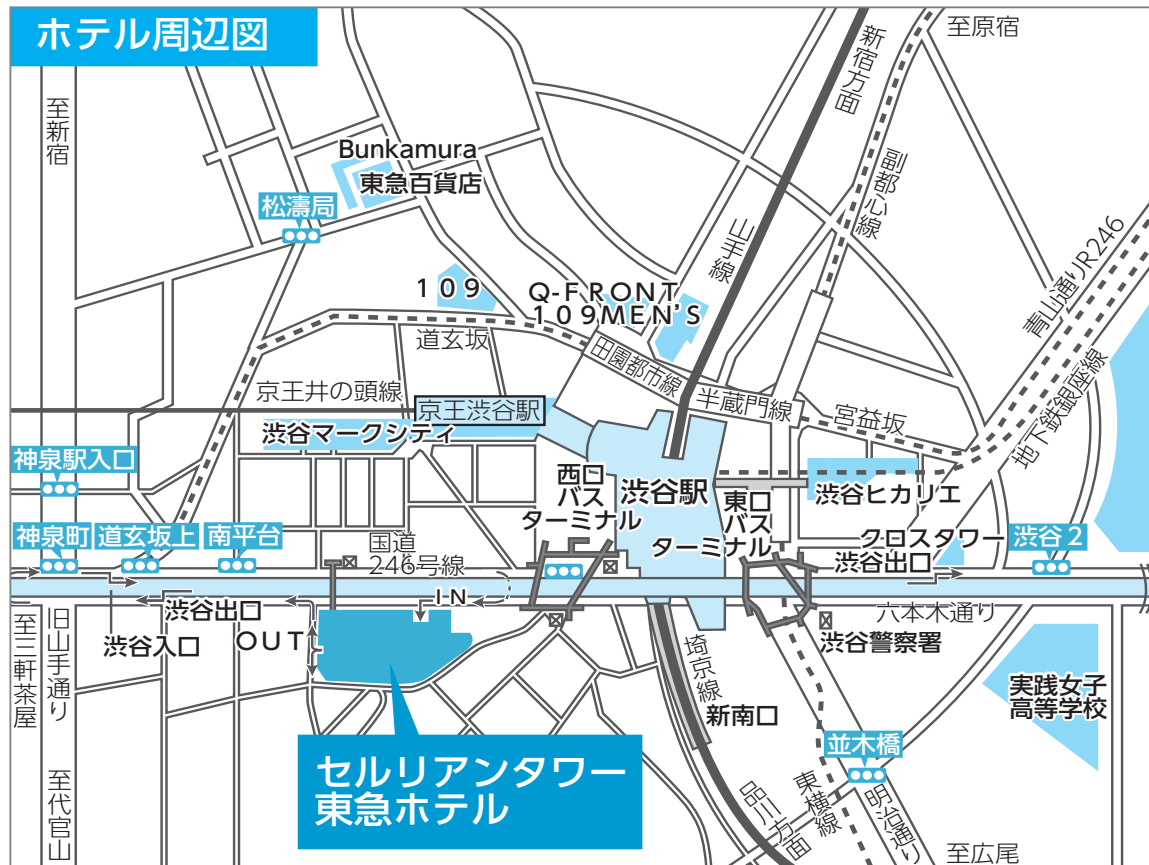 ホテル周辺図
至原宿
新宿方面
至新宿
副都心線
Bunkamura
東急百貨店
松濤局
山手線
青山通りR246
109
Q-FRONT
109MEN'S
道玄坂
田園都市線
半蔵門線
宮益坂
地下鉄銀座線
京王井の頭線
京王渋谷駅
渋谷マークシティ
神泉駅入口
西口
バス
ターミナル
渋谷駅
東口
バス
ターミナル
渋谷ヒカリエ
神泉町
道玄坂上
南平台
国道
246号線
クロスタワー
渋谷出口
渋谷2
IN
渋谷出口
渋谷入口
OUT
六本木通り
渋谷警察署
至三軒茶屋
旧山手通り
埼京線
新南口
実践女子
高等学校
セルリアンタワー
東急ホテル
並木橋
至代官山
品川方面
東横線
明治通り
至広尾